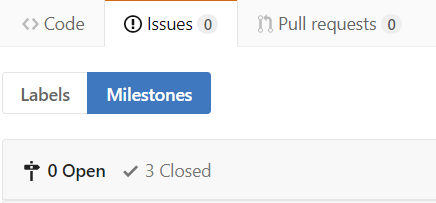 Code Issues 0 Pull requests 0
Labels Milestones
0 Open 3 Closed